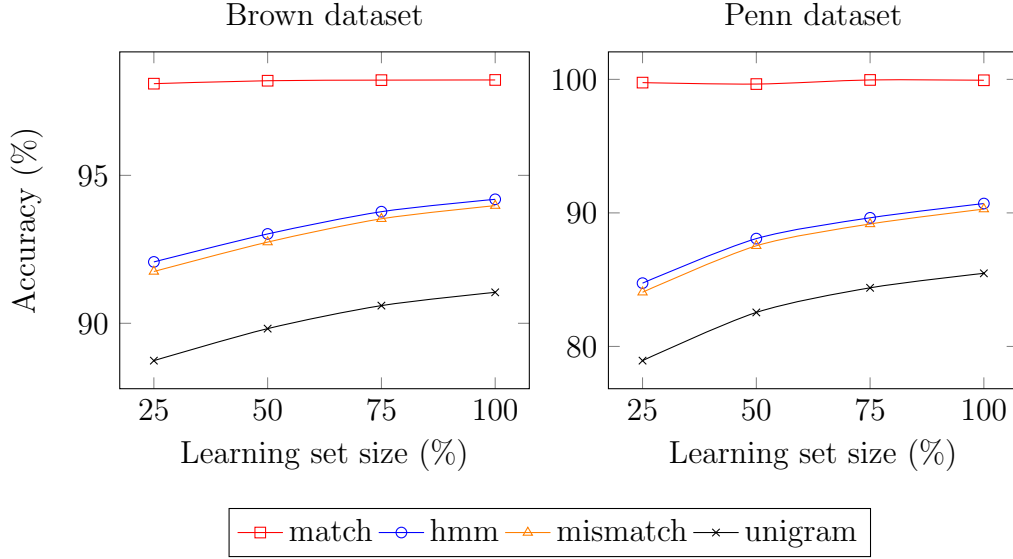 Brown dataset
Penn dataset
Accuracy (%)
95
90
25 50 75 100
Learning set size (%)
100
90
80
25 50 75 100
Learning set size (%)
match hmm mismatch unigram